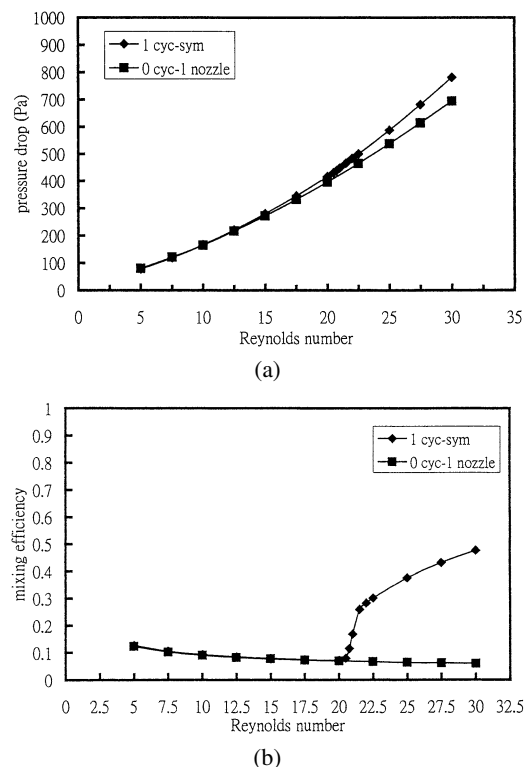 1000
900
800
700
600
500
400
300
200
100
0
pressure drop (Pa)
1 cyc-sym
0 cyc-1 nozzle
0 5 10 15 20 25 30 35
Reynolds number
(a)
1
0.9
0.8
0.7
0.6
0.5
0.4
0.3
0.2
0.1
0
mixing efficiency
1 cyc-sym
0 cyc-1 nozzle
0 2.5 5 7.5 10 12.5 15 17.5 20 22.5 25 27.5 30 32.5
Reynolds number
(b)